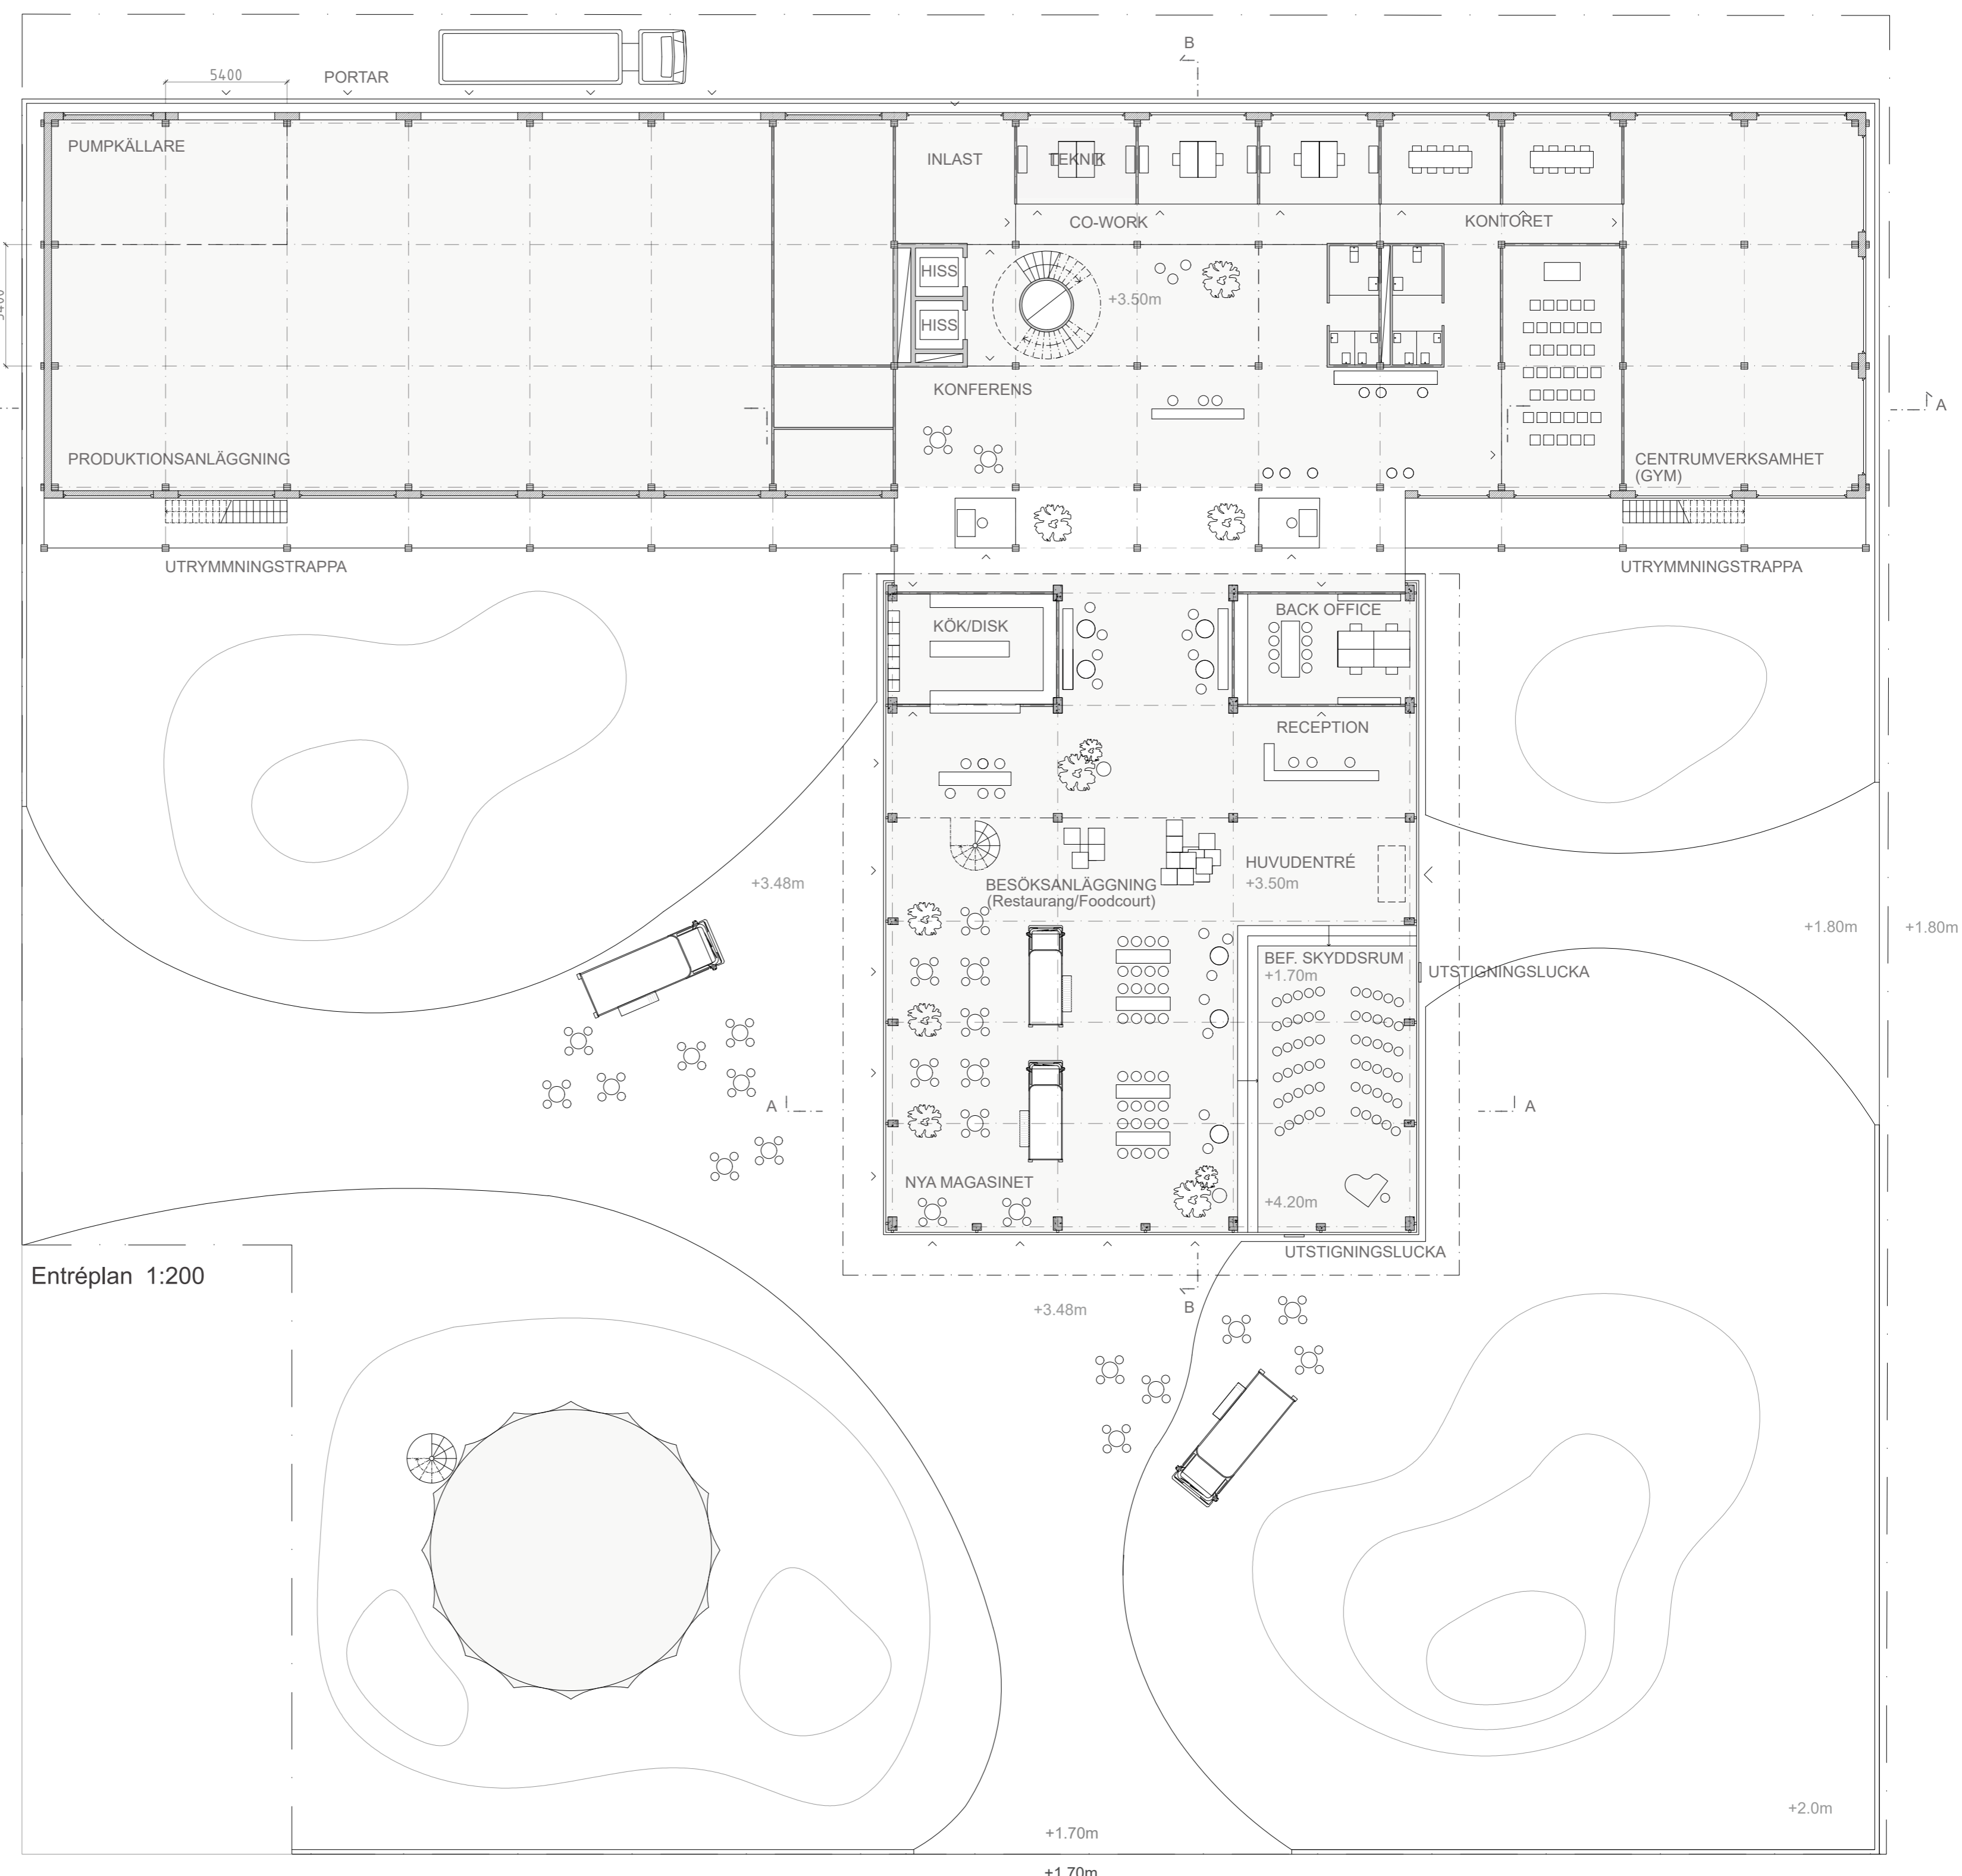 B
5400
PORTAR
PUMPKÄLLARE
INLAST
TEKNIK
CO-WORK
KONTORET
HISS
+3.50m
HISS
5400
KONFERENS
A
PRODUKTIONSANLÄGGNING
CENTRUMVERKSAMHET
(GYM)
UTRYMMNINGSTRAPPA
UTRYMMNINGSTRAPPA
KÖK/DISK
BACK OFFICE
RECEPTION
HUVUDENTRÉ
+3.50m
+3.48m
BESÖKSANLÄGGNING
(Restaurang/Foodcourt)
+1.80m
+1.80m
BEF. SKYDDSRUM
+1.70m
UTSTIGNINGSLUCKA
A
A
NYA MAGASINET
+4.20m
UTSTIGNINGSLUCKA
Entréplan 1:200
B
+3.48m
+2.0m
+1.70m
+1.70m